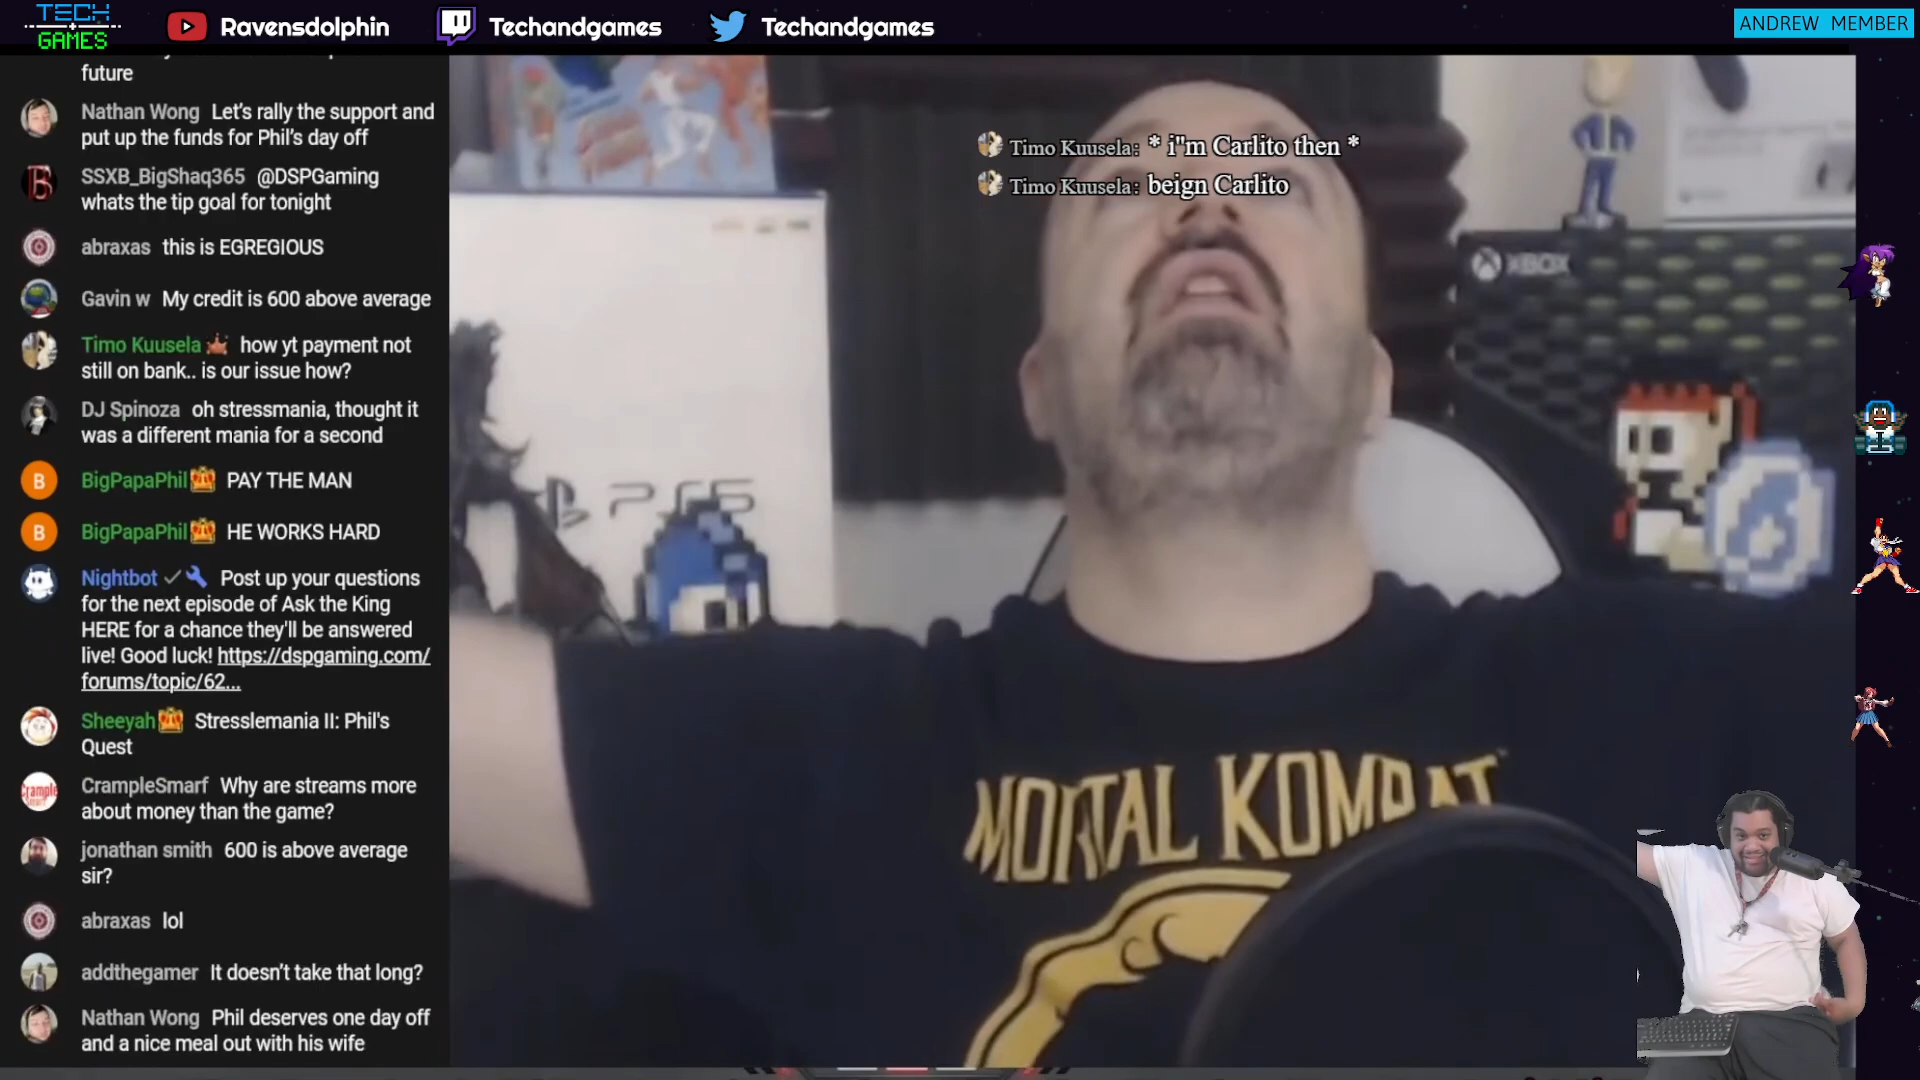 TECH
GAMES
Ravensdolphin
Techandgames
Techandgames
ANDREW MEMBER
future
Nathan Wong Let's rally the support and
put up the funds for Phil's day off
SSXB_BigShaq365 @DSPGaming
whats the tip goal for tonight
abraxas this is EGREGIOUS
Gavin w My credit is 600 above average
Timo Kuusela how yt payment not
still on bank.. is our issue how?
DJ Spinoza oh stressmania, thought it
was a different mania for a second
B
BigPapaPhil PAY THE MAN
B
BigPapaPhil HE WORKS HARD
Nightbot Post up your questions
for the next episode of Ask the King
HERE for a chance they'll be answered
live! Good luck! https://dspgaming.com/
forums/topic/62...
Sheeyah Stresslemania II: Phil's
Quest
CrampleSmarf Why are streams more
about money than the game?
jonathan smith 600 is above average
sir?
abraxas lol
addthegamer It doesn't take that long?
Nathan Wong Phil deserves one day off
and a nice meal out with his wife
Timo Kuusela: * i"m Carlito then *
Timo Kuusela: beign Carlito
XBOX
PS5
MORTAL KOMBAT